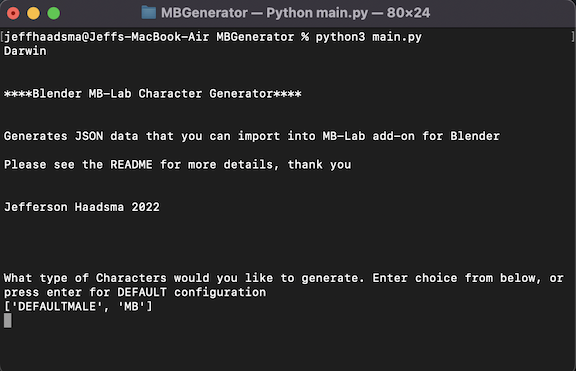 MBGenerator — Python main.py — 80×24
[jeffhaadsma@Jeffs-MacBook-Air MBGenerator % python3 main.py ]
Darwin
****Blender MB-Lab Character Generator****
Generates JSON data that you can import into MB-Lab add-on for Blender
Please see the README for more details, thank you
Jefferson Haadsma 2022
What type of Characters would you like to generate. Enter choice from below, or
press enter for DEFAULT configuration
['DEFAULTMALE', 'MB']